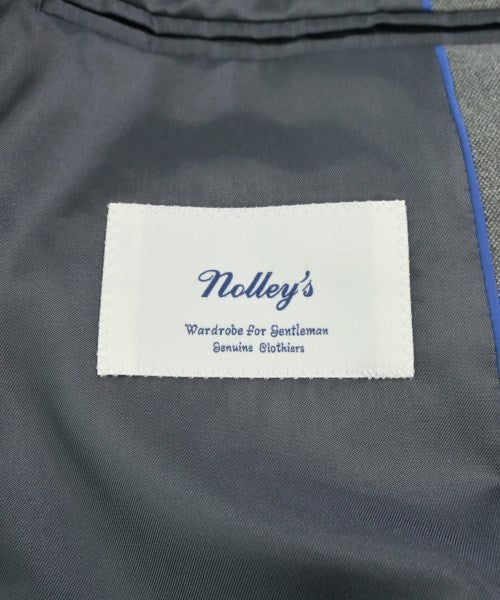 Nolley's
Wardrobe for Gentleman
Genuine Clothiers